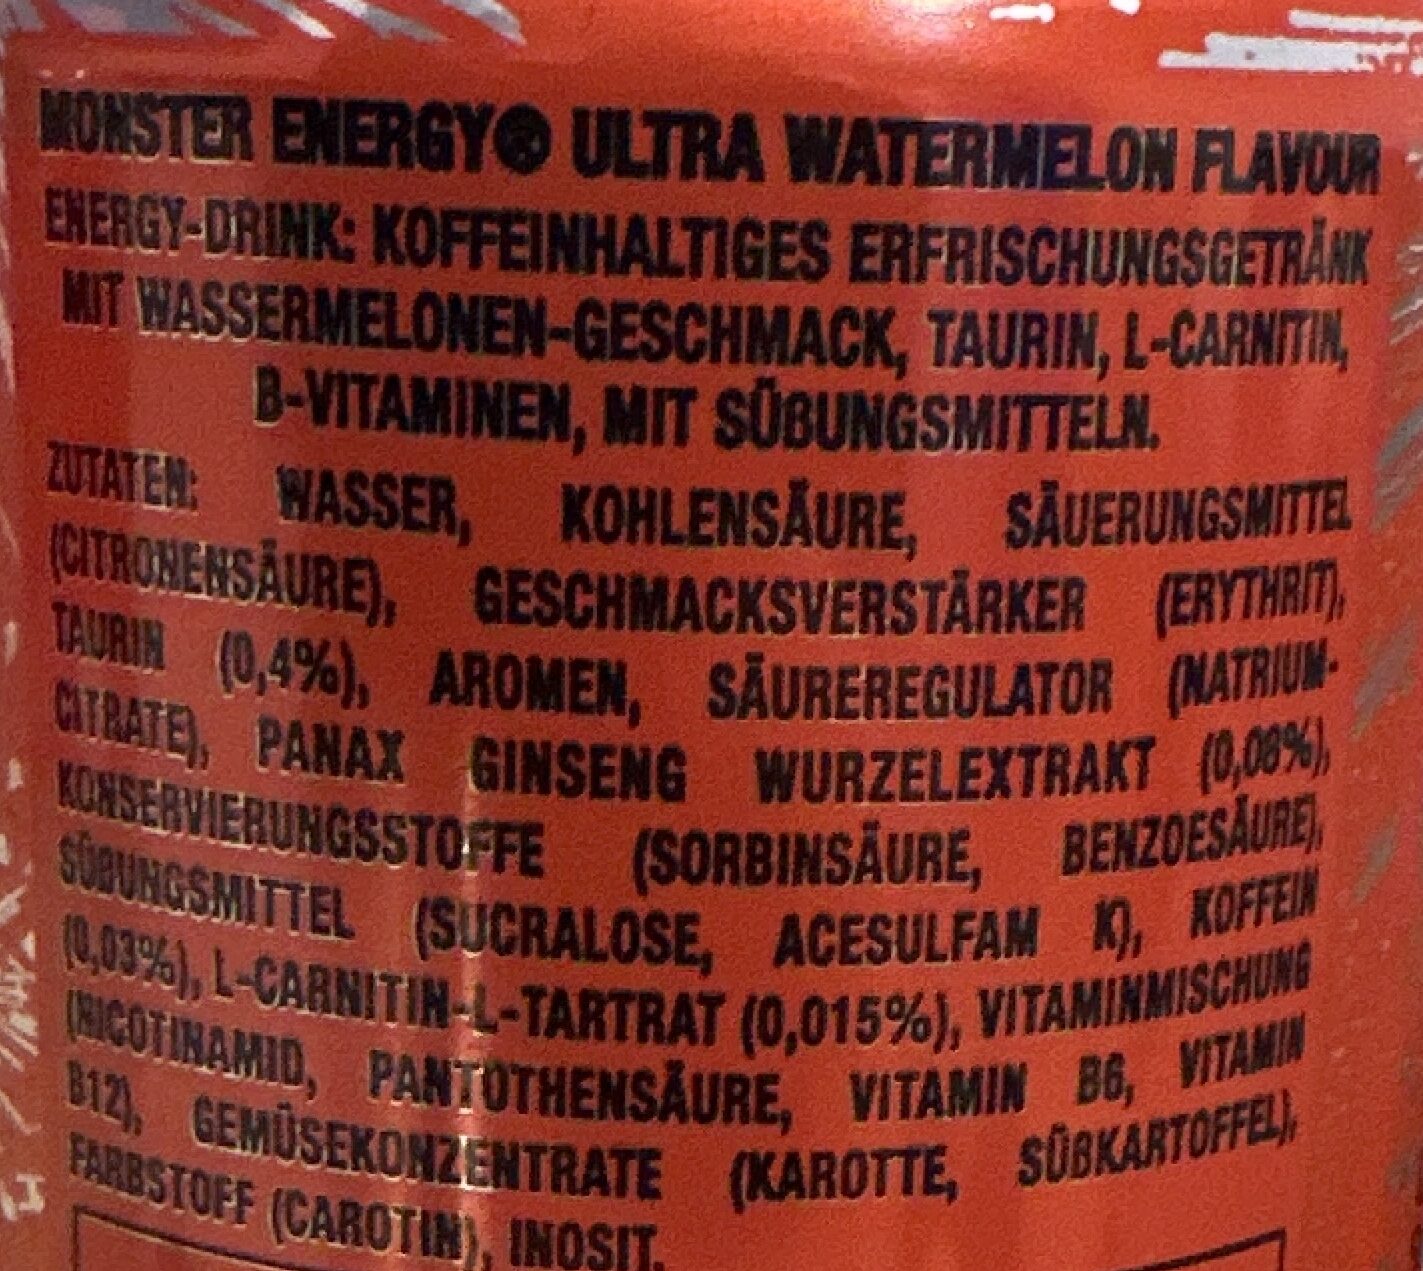 MONSTER ENERGY® ULTRA WATERMELON FLAVOUR
ENERGY-DRINK: KOFFEINHALTIGES ERFRISCHUNGSGETRÄNK
MIT WASSERMELONEN-GESCHMACK, TAURIN, L-CARNITIN,
B-VITAMINEN, MIT SÜßUNGSMITTELN.
ZUTATEN: WASSER, KOHLENSÄURE, SÄUERUNGSMITTEL
(CITRONENSÄURE), GESCHMACKSVERSTÄRKER (ERYTHRIT),
TAURIN (0,4%), AROMEN, SÄUREREGULATOR (NATRIUM-
CITRATE), PANAX GINSENG WURZELEXTRAKT (0,08%),
KONSERVIERUNGSSTOFFE (SORBINSÄURE, BENZOESÄURE),
SÜßUNGSMITTEL (SUCRALOSE, ACESULFAM K), KOFFEIN
(0,03%), L-CARNITIN-L-TARTRAT (0,015%), VITAMINMISCHUNG
(NICOTINAMID, PANTOTHENSÄURE, VITAMIN B6, VITAMIN
B12), GEMÜSEKONZENTRATE (KAROTTE, SÜßKARTOFFEL),
FARBSTOFF (CAROTIN), INOSIT.